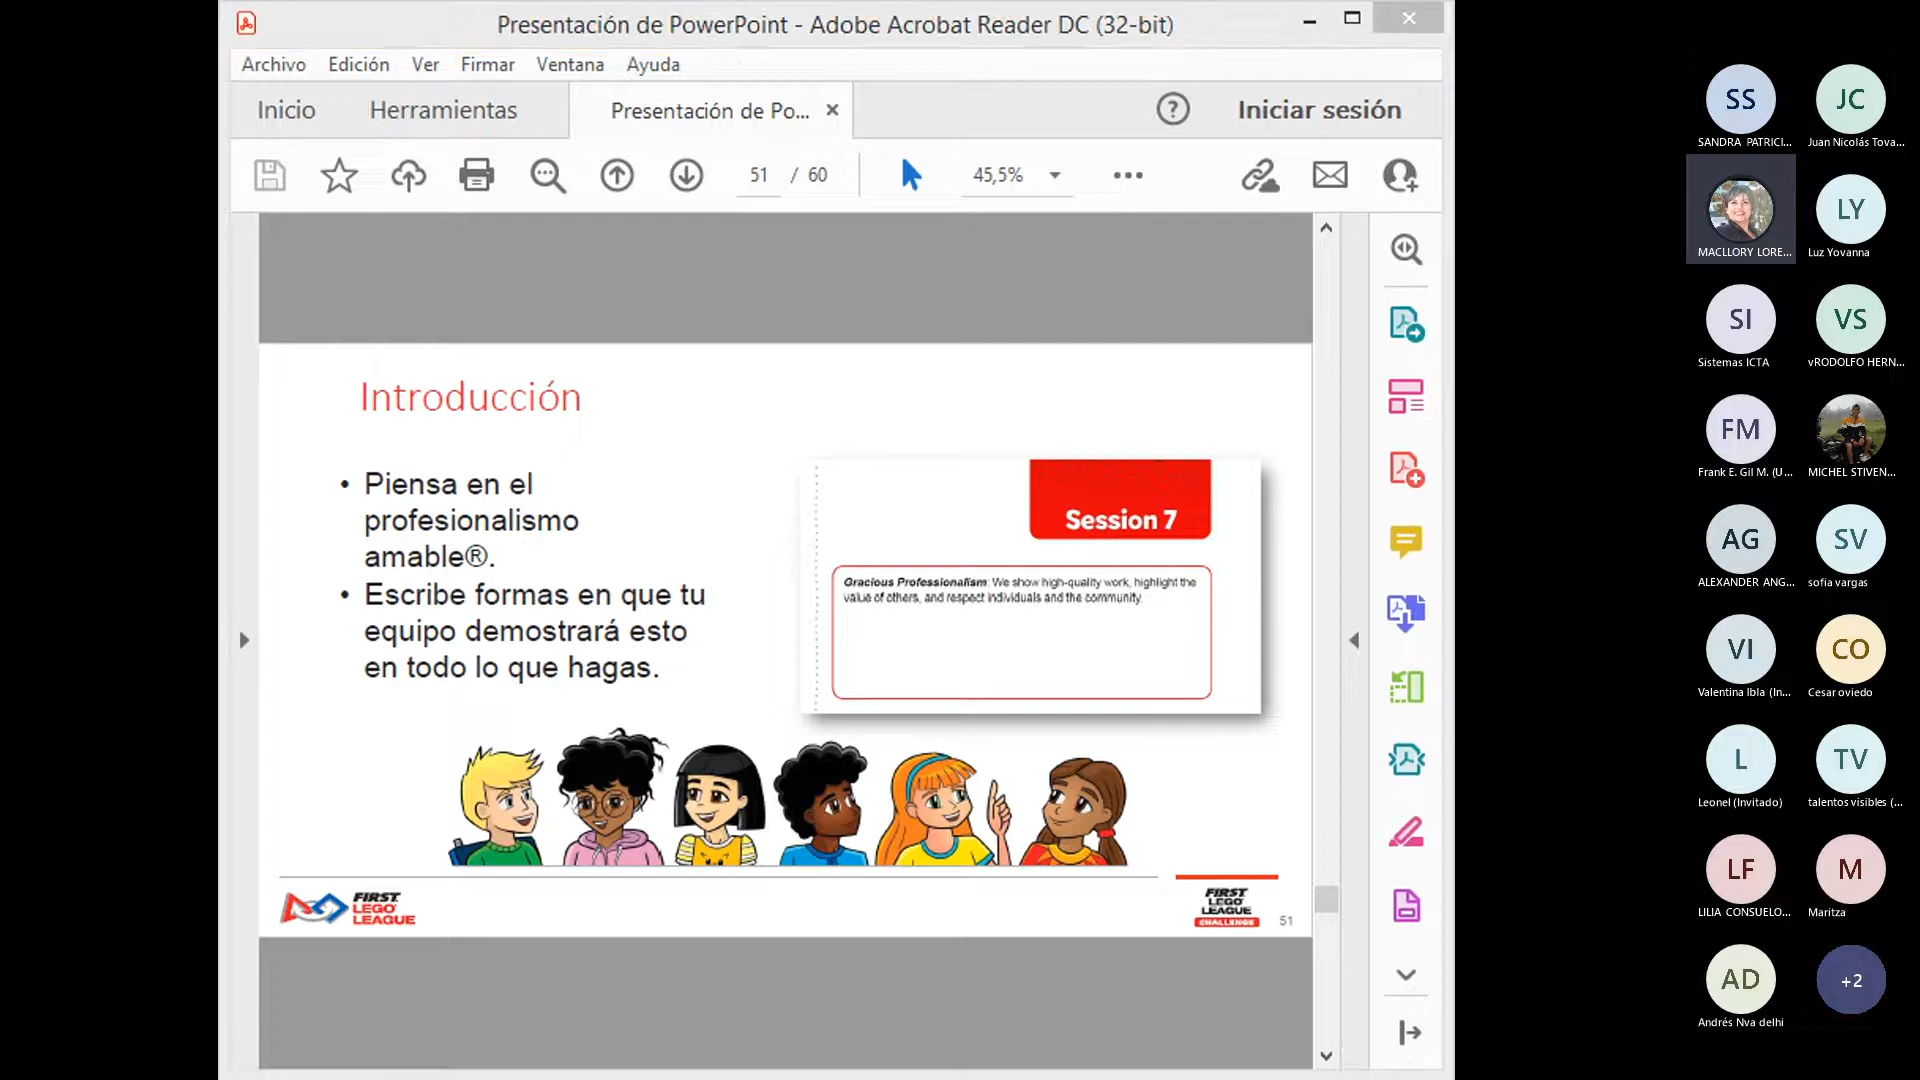 Presentación de PowerPoint - Adobe Acrobat Reader DC (32-bit)
Archivo Edición Ver Firmar Ventana Ayuda
Inicio Herramientas Presentación de Po... Iniciar sesión
51 / 60 45,5%
Introducción
• Piensa en el
profesionalismo
amable®.
• Escribe formas en que tu
equipo demostrará esto
en todo lo que hagas.
Session 7
Gracious Professionalism: We show high-quality work, highlight the
value of others, and respect individuals and the community.
FIRST
LEGO
LEAGUE
FIRST
LEGO
LEAGUE
CHALLENGE
51
SS JC
SANDRA PATRICI... Juan Nicolás Tova...
LY
MACLLORY LORE... Luz Yovanna
SI VS
Sistemas ICTA vRODOLFO HERN...
FM
Frank E. Gil M. (U... MICHEL STIVEN...
AG SV
ALEXANDER ANG... sofia vargas
VI CO
Valentina Ibla (In... Cesar oviedo
L TV
Leonel (Invitado) talentos visibles (...
LF M
LILIA CONSUELO... Maritza
AD +2
Andrés Nva delhi